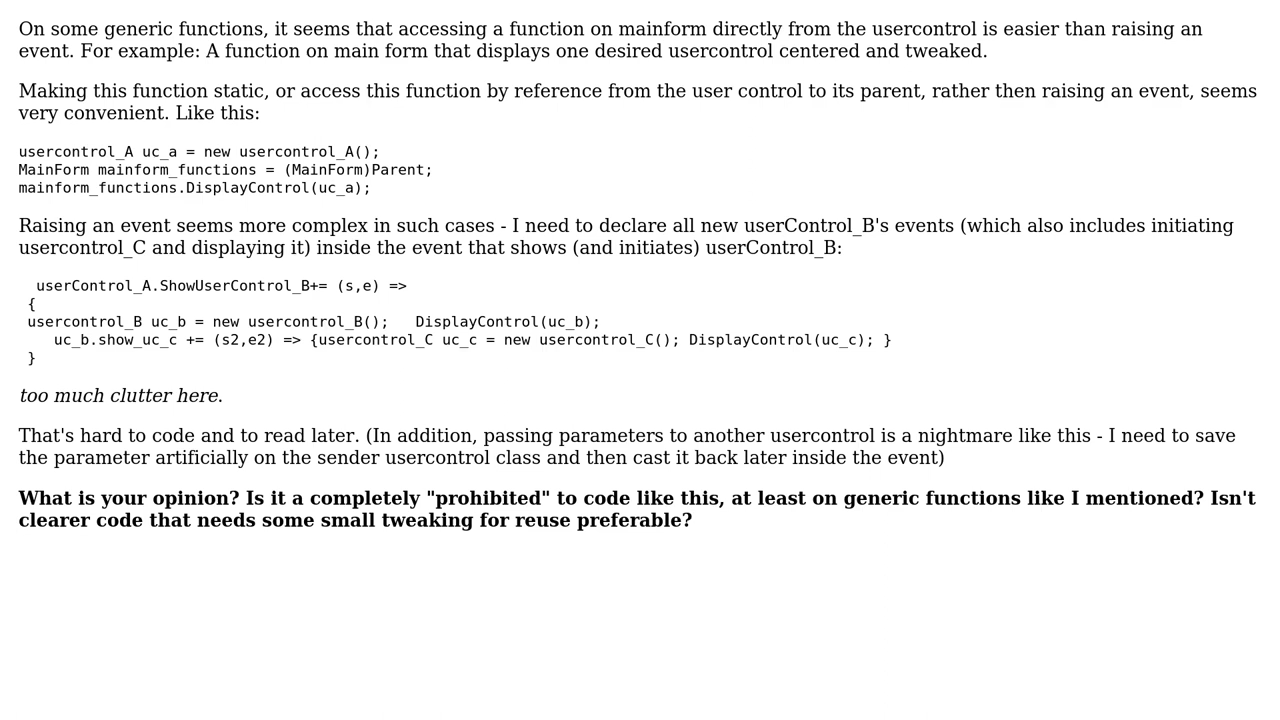 On some generic functions, it seems that accessing a function on mainform directly from the usercontrol is easier than raising an
event. For example: A function on main form that displays one desired usercontrol centered and tweaked.
Making this function static, or access this function by reference from the user control to its parent, rather then raising an event, seems
very convenient. Like this:
usercontrol_A uc_a = new usercontrol_A();
MainForm mainform_functions = (MainForm)Parent;
mainform_functions.DisplayControl(uc_a);
Raising an event seems more complex in such cases - I need to declare all new userControl_B's events (which also includes initiating
usercontrol_C and displaying it) inside the event that shows (and initiates) userControl_B:
userControl_A.ShowUserControl_B+= (s,e) =>
{
usercontrol_B uc_b = new usercontrol_B();   DisplayControl(uc_b);
uc_b.show_uc_c += (s2,e2) => {usercontrol_C uc_c = new usercontrol_C(); DisplayControl(uc_c); }
}
too much clutter here.
That's hard to code and to read later. (In addition, passing parameters to another usercontrol is a nightmare like this - I need to save
the parameter artificially on the sender usercontrol class and then cast it back later inside the event)
What is your opinion? Is it a completely "prohibited" to code like this, at least on generic functions like I mentioned? Isn't
clearer code that needs some small tweaking for reuse preferable?